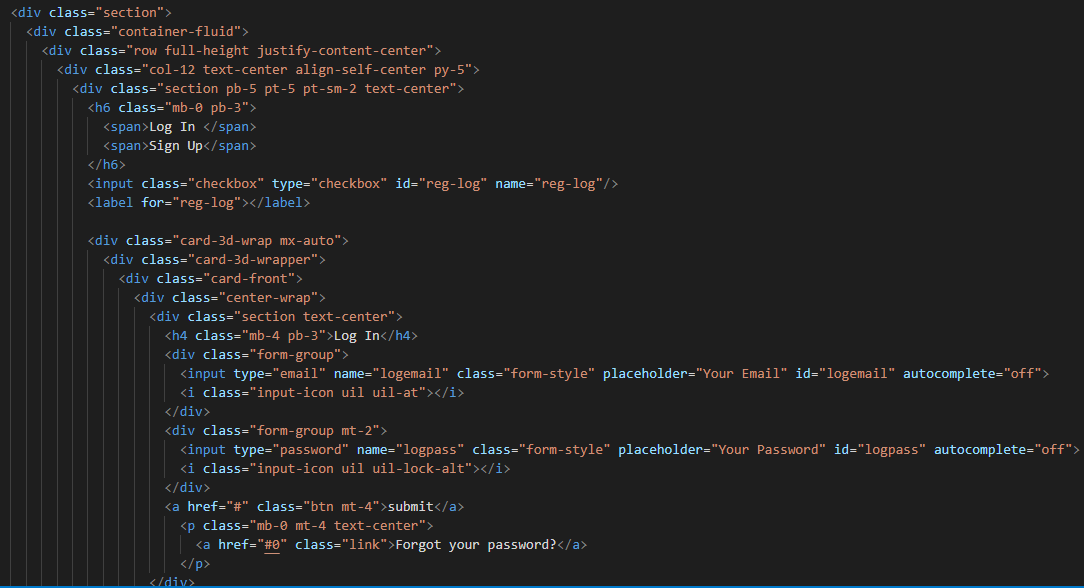 <div class="section">
<div class="container-fluid">
<div class="row full-height justify-content-center">
<div class="col-12 text-center align-self-center py-5">
<div class="section pb-5 pt-5 pt-sm-2 text-center">
<h6 class="mb-0 pb-3">
<span>Log In </span>
<span>Sign Up</span>
</h6>
<input class="checkbox" type="checkbox" id="reg-log" name="reg-log"/>
<label for="reg-log"></label>
<div class="card-3d-wrap mx-auto">
<div class="card-3d-wrapper">
<div class="card-front">
<div class="center-wrap">
<div class="section text-center">
<h4 class="mb-4 pb-3">Log In</h4>
<div class="form-group">
<input type="email" name="logemail" class="form-style" placeholder="Your Email" id="logemail" autocomplete="off">
<i class="input-icon uil uil-at"></i>
</div>
<div class="form-group mt-2">
<input type="password" name="logpass" class="form-style" placeholder="Your Password" id="logpass" autocomplete="off">
<i class="input-icon uil uil-lock-alt"></i>
</div>
<a href="#" class="btn mt-4">submit</a>
<p class="mb-0 mt-4 text-center">
<a href="#0" class="link">Forgot your password?</a>
</p>
</div>